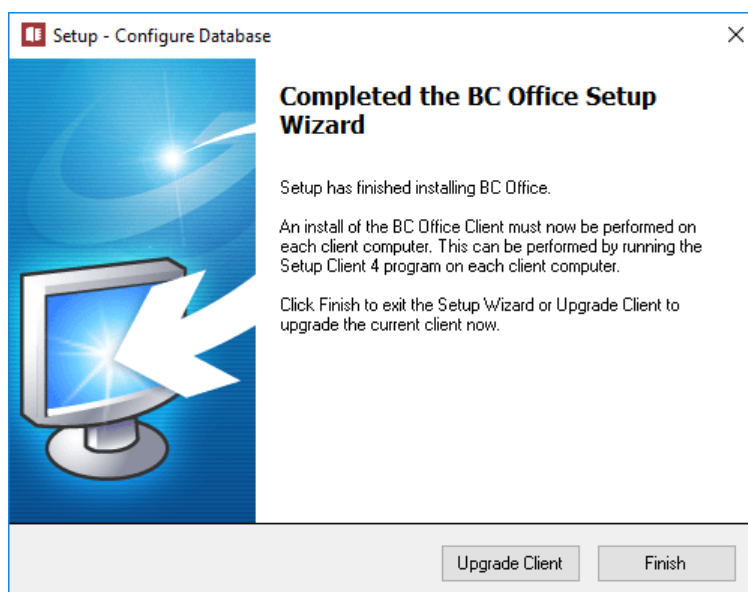 Setup - Configure Database
Completed the BC Office Setup
Wizard
Setup has finished installing BC Office.
An install of the BC Office Client must now be performed on
each client computer. This can be performed by running the
Setup Client 4 program on each client computer.
Click Finish to exit the Setup Wizard or Upgrade Client to
upgrade the current client now.
Upgrade Client
Finish